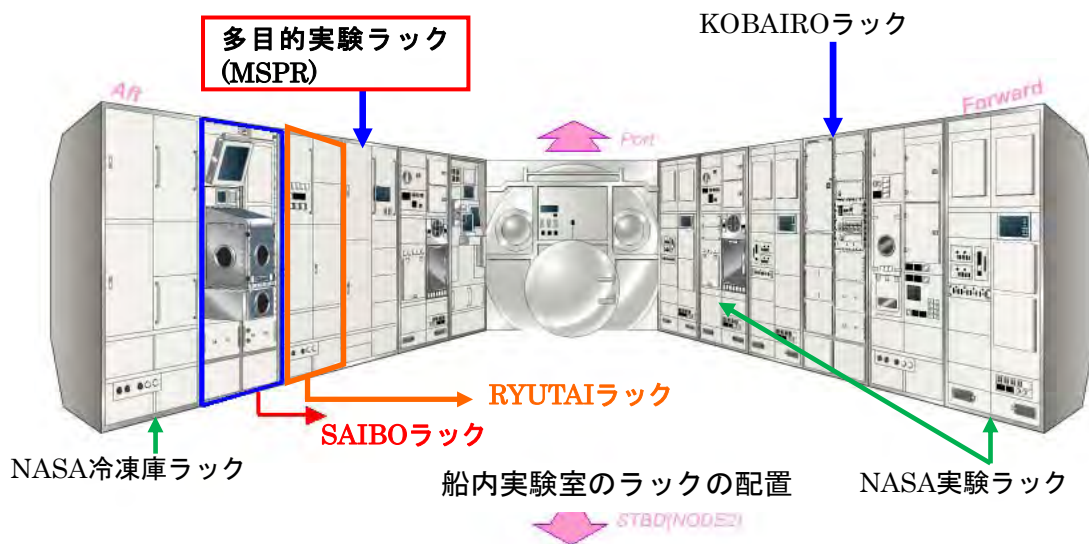 KOBAIROラック
多目的実験ラック
(MSPR)
Aft
Forward
Port
RYUTAIラック
SAIBOラック
NASA冷凍庫ラック
船内実験室のラックの配置
NASA実験ラック
STBD(NODE2)